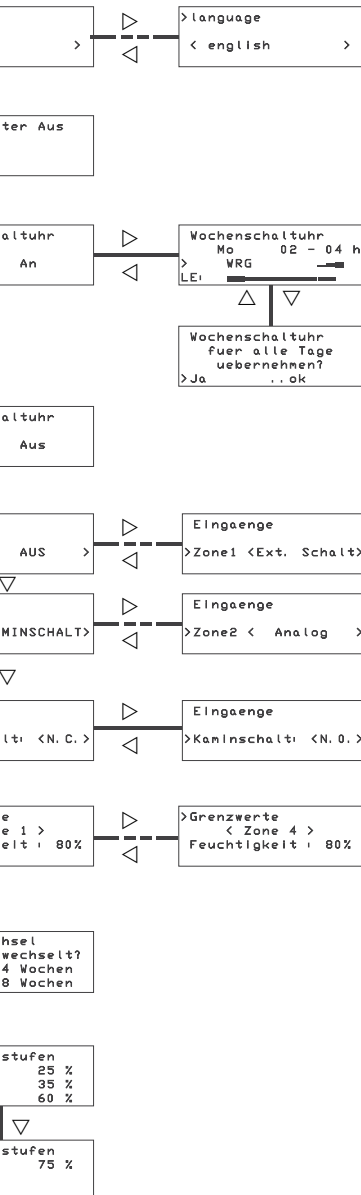 >language
>
< english >
ter Aus
altuhr
An
Wochenschaltuhr
Mo 02 - 04 h
> WRG
LE:
Wochenschaltuhr
fuer alle Tage
uebernehmen?
>Ja ..ok
altuhr
Aus
Eingaenge
AUS >
>Zone1 <Ext. Schalt>
Eingaenge
MINSCHALT>
>Zone2 < Analog >
Eingaenge
lt: <N.C.>
>Kaminschalt: <N.O.>
e
e 1 >
eit : 80%
>Grenzwerte
< Zone 4 >
Feuchtigkeit : 80%
hsel
wechselt?
4 Wochen
8 Wochen
stufen
25 %
35 %
60 %
stufen
75 %